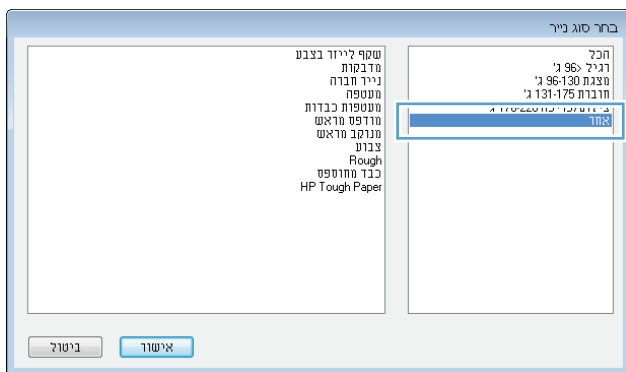 בחר סוג נייר
הכל
רגיל <96 ג'
מצגת 96-130 ג'
חוברת 131-175 ג'
אחר
שקף לייזר בצבע
מדבקות
נייר חברה
מעטפה
מעטפות כבדות
מודפס מראש
מנוקב מראש
צבוע
Rough
כבד מחוספס
HP Tough Paper
אישור
ביטול